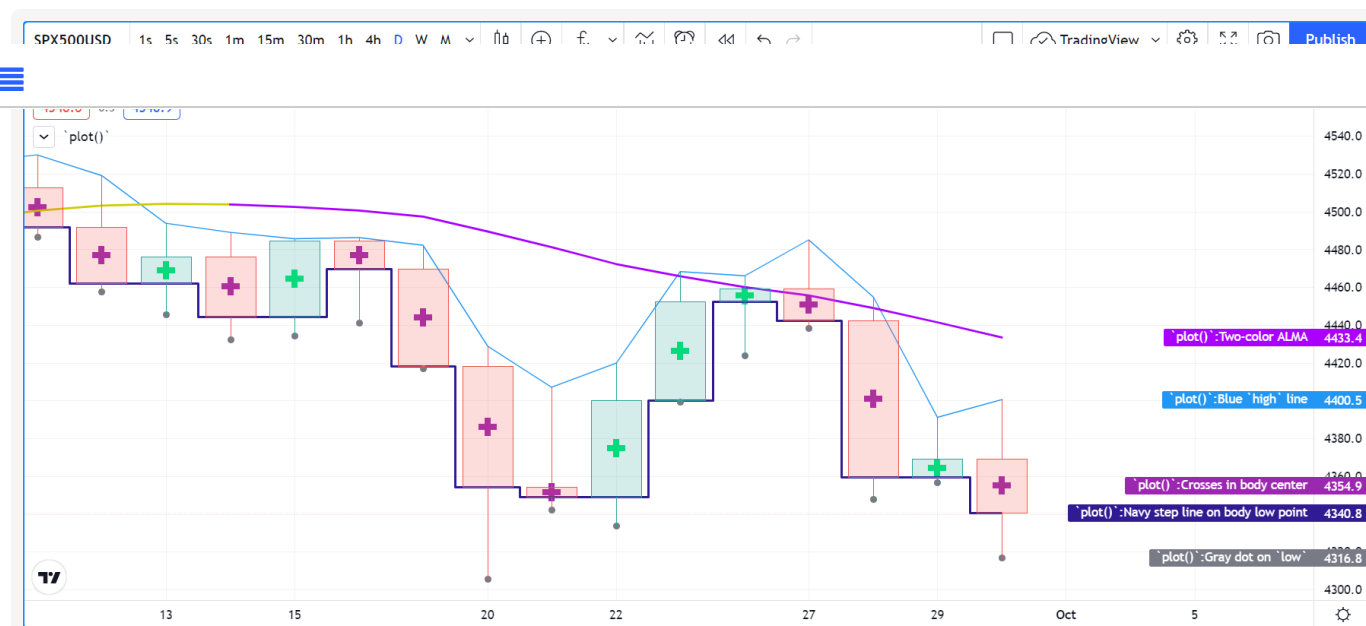 SPX500USD 1s 5s 30s 1m 15m 30m 1h 4h D W M TradingView Publish
`plot()`
4540.0
4520.0
4500.0
4480.0
4460.0
4440.0
`plot()`:Two-color ALMA 4433.4
4420.0
`plot()`:Blue `high` line 4400.5
4380.0
4360.0
`plot()`:Crosses in body center 4354.9
`plot()`:Navy step line on body low point 4340.8
`plot()`:Gray dot on `low` 4316.8
4300.0
13 15 20 22 27 29 Oct 5